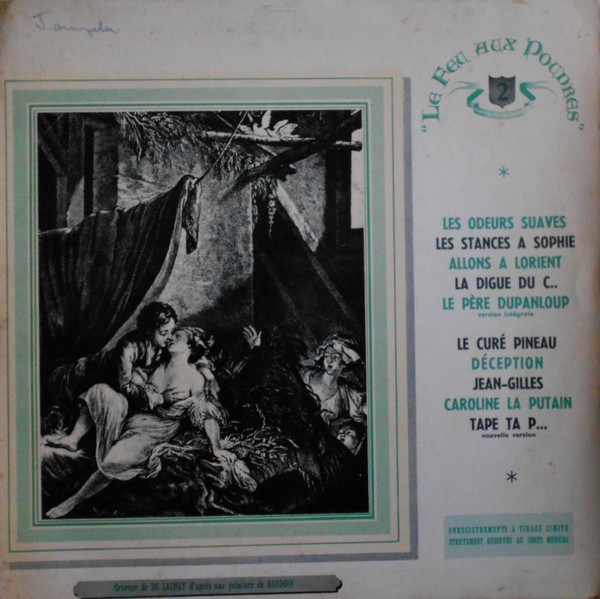 "LE FEU AUX POUDRES"
2
*
LES ODEURS SUAVES
LES STANCES A SOPHIE
ALLONS A LORIENT
LA DIGUE DU C..
LE PÈRE DUPANLOUP
version intégrale
LE CURÉ PINEAU
DÉCEPTION
JEAN-GILLES
CAROLINE LA PUTAIN
TAPE TA P...
nouvelle version
*
ENREGISTREMENTS A TIRAGE LIMITÉ
STRICTEMENT RÉSERVÉS AU CORPS MÉDICAL
Gravure de DE LAUNAY d'après une peinture de BAUDOIN